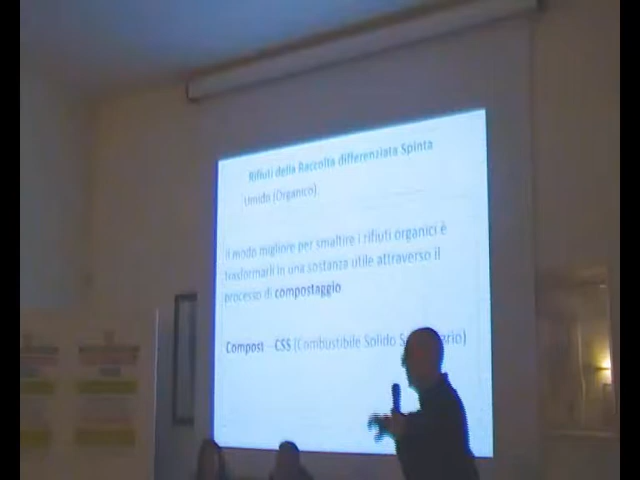 Rifiuti della Raccolta differenziata Spinta
Umido (Organico)
Il modo migliore per smaltire i rifiuti organici è
trasformarli in una sostanza utile attraverso il
processo di compostaggio
Compost - CSS (Combustibile Solido